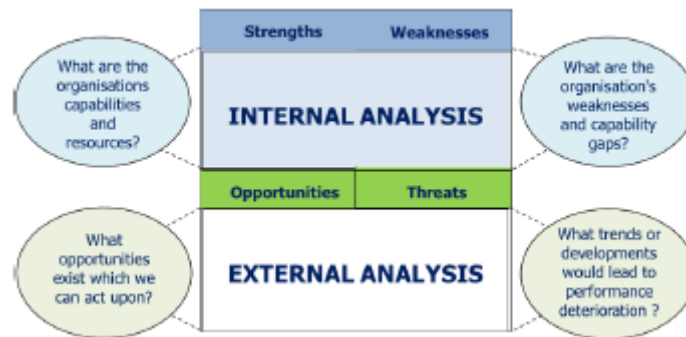 Strengths Weaknesses
What are the
organisations
capabilities
and
resources?
INTERNAL ANALYSIS
What are the
organisation's
weaknesses
and capability
gaps?
Opportunities Threats
What
opportunities
exist which we
can act upon?
EXTERNAL ANALYSIS
What trends or
developments
would lead to
performance
deterioration ?